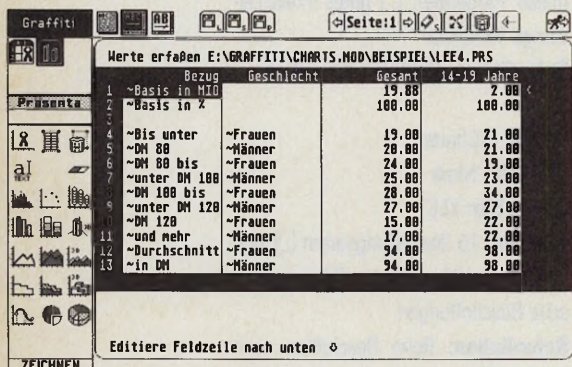 Graffiti
Seite:1
Präsenta
aI
ZEICHNEN
Werte erfaßen E:\GRAFFITI\CHARTS.MOD\BEISPIEL\LEE4.PRS
Bezug Geschlecht Gesamt 14-19 Jahre
1 ~Basis in MIO 19.88 2.00
2 ~Basis in % 100.00 100.00
3
4 ~Bis unter ~Frauen 19.00 21.00
5 ~DM 80 ~Männer 20.00 21.00
6 ~DM 80 bis ~Frauen 24.00 19.00
7 ~unter DM 100 ~Männer 25.00 23.00
8 ~DM 100 bis ~Frauen 28.00 34.00
9 ~unter DM 120 ~Männer 27.00 27.00
~DM 120 ~Frauen 15.00 22.00
11 ~und mehr ~Männer 17.00 22.00
12 ~Durchschnitt ~Frauen 94.00 98.00
13 ~in DM ~Männer 94.00 98.00
Editiere Feldzeile nach unten